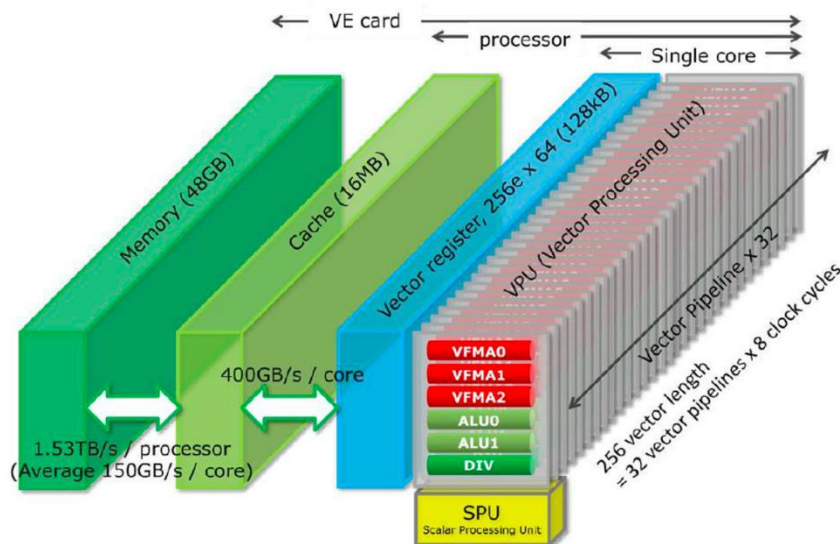 VE card
processor
Single core
Memory (48GB)
Cache (16MB)
Vector register, 256e x 64 (128kB)
VPU (Vector Processing Unit)
Vector Pipeline x 32
256 vector length
= 32 vector pipelines x 8 clock cycles
VFMA0
VFMA1
VFMA2
ALU0
ALU1
DIV
400GB/s / core
1.53TB/s / processor
(Average 150GB/s / core)
SPU
Scalar Processing Unit